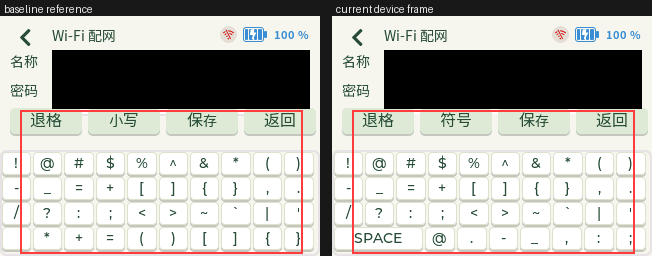 baseline reference
Wi-Fi 配网 100 %
名称
密码
退格 小写 保存 返回
! @ # $ % ^ & * ( )
- _ = + [ ] { } , .
/ ? : ; < > ~ ` | '
* + = ( ) [ ] { }
current device frame
Wi-Fi 配网 100 %
名称
密码
退格 符号 保存 返回
! @ # $ % ^ & * ( )
- _ = + [ ] { } , .
/ ? : ; < > ~ ` | '
SPACE @ . - _ , : ;